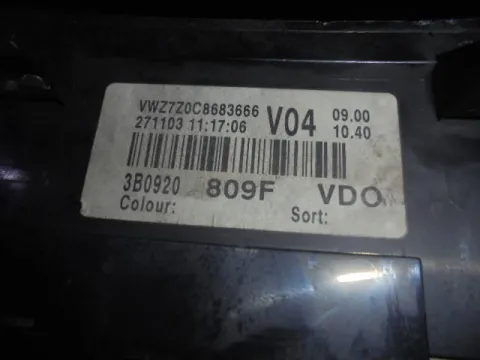 VWZ7Z0C8683666 V04 09.00
271103 11:17:06 10.40
3B0920 809F VDO
Colour: Sort: